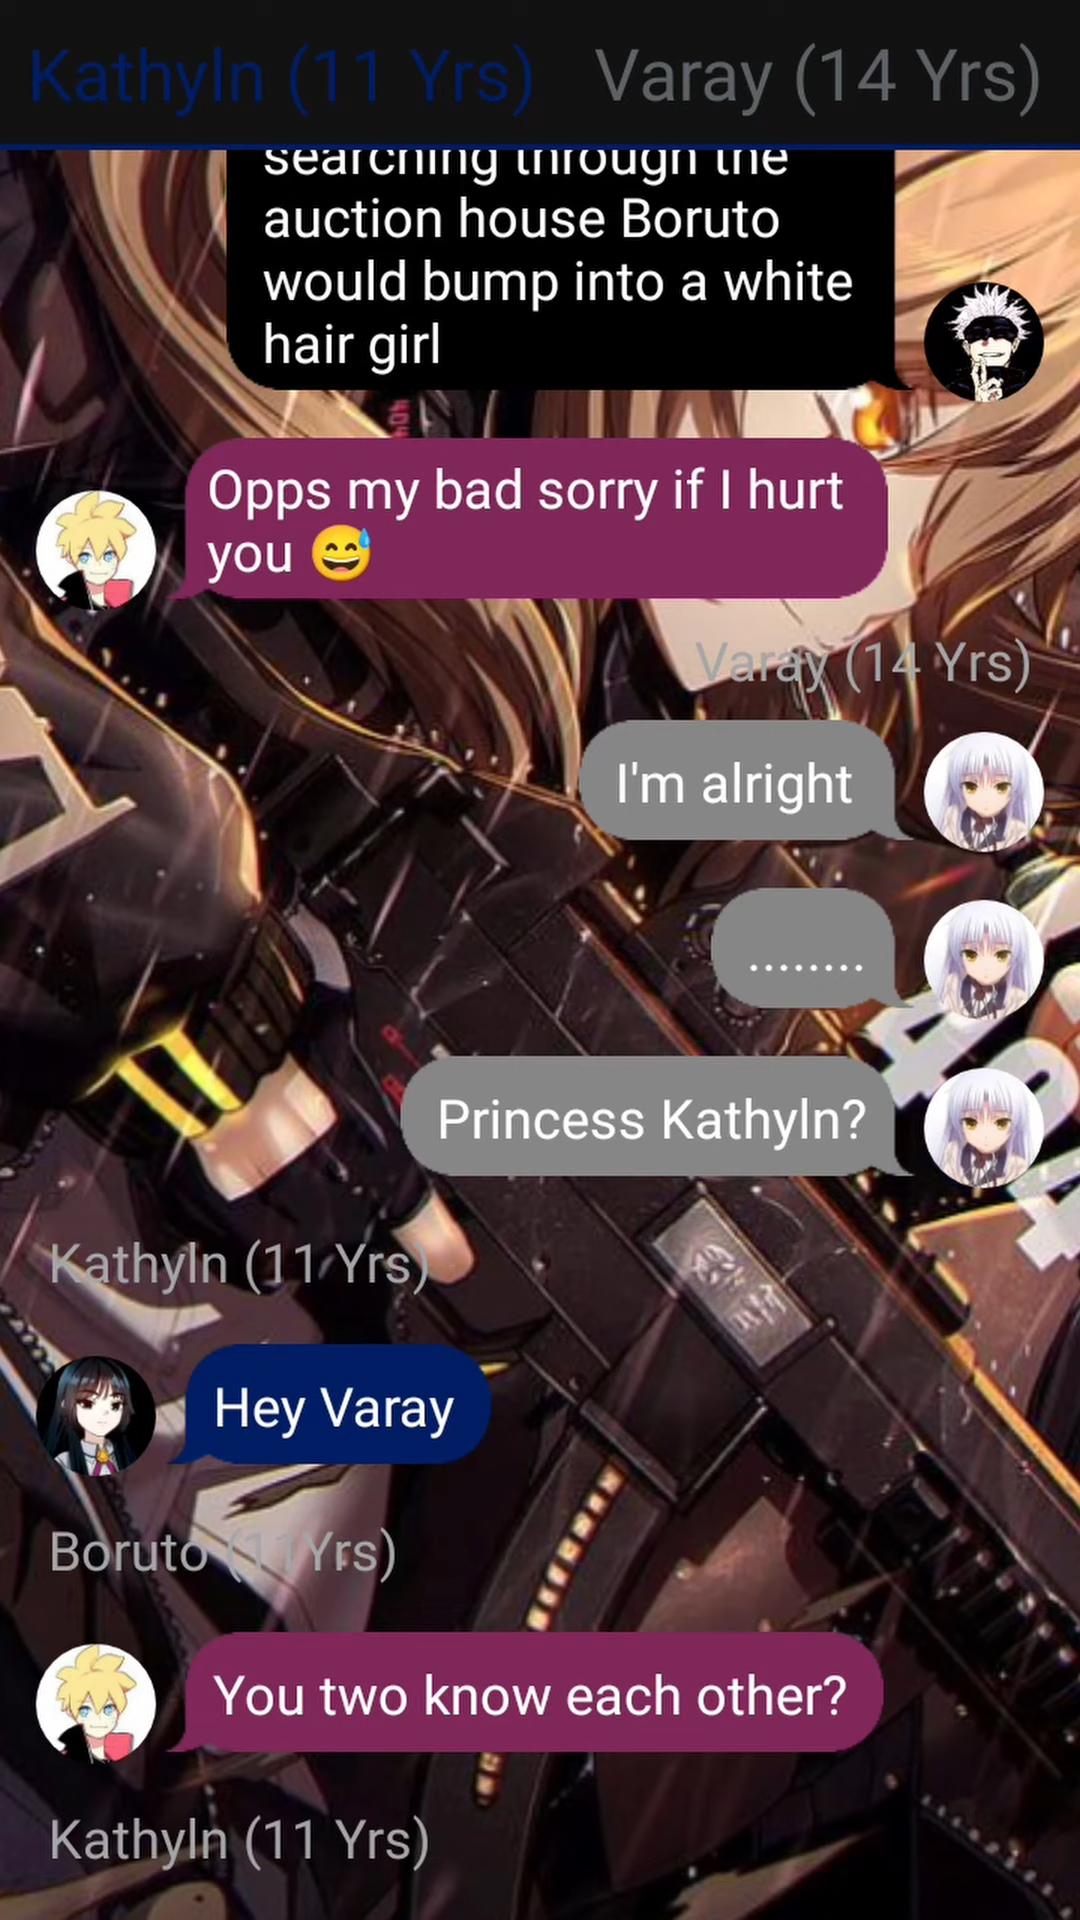 Kathyln (11 Yrs) Varay (14 Yrs)
searching through the
auction house Boruto
would bump into a white
hair girl
Opps my bad sorry if I hurt
you 😅
Varay (14 Yrs)
I'm alright
........
Princess Kathyln?
Kathyln (11 Yrs)
Hey Varay
Boruto (11Yrs)
You two know each other?
Kathyln (11 Yrs)